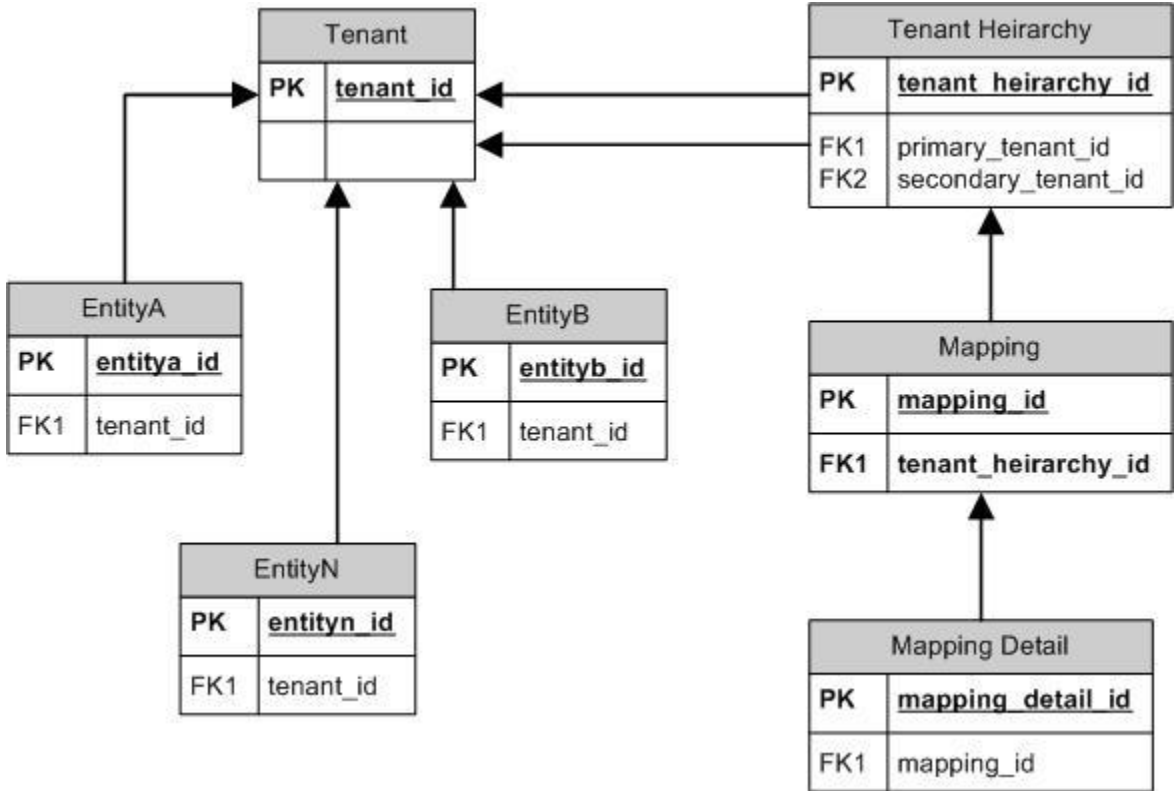 Tenant
PK tenant_id
Tenant Heirarchy
PK tenant_heirarchy_id
FK1 primary_tenant_id
FK2 secondary_tenant_id
EntityA
PK entitya_id
FK1 tenant_id
EntityB
PK entityb_id
FK1 tenant_id
Mapping
PK mapping_id
FK1 tenant_heirarchy_id
EntityN
PK entityn_id
FK1 tenant_id
Mapping Detail
PK mapping_detail_id
FK1 mapping_id